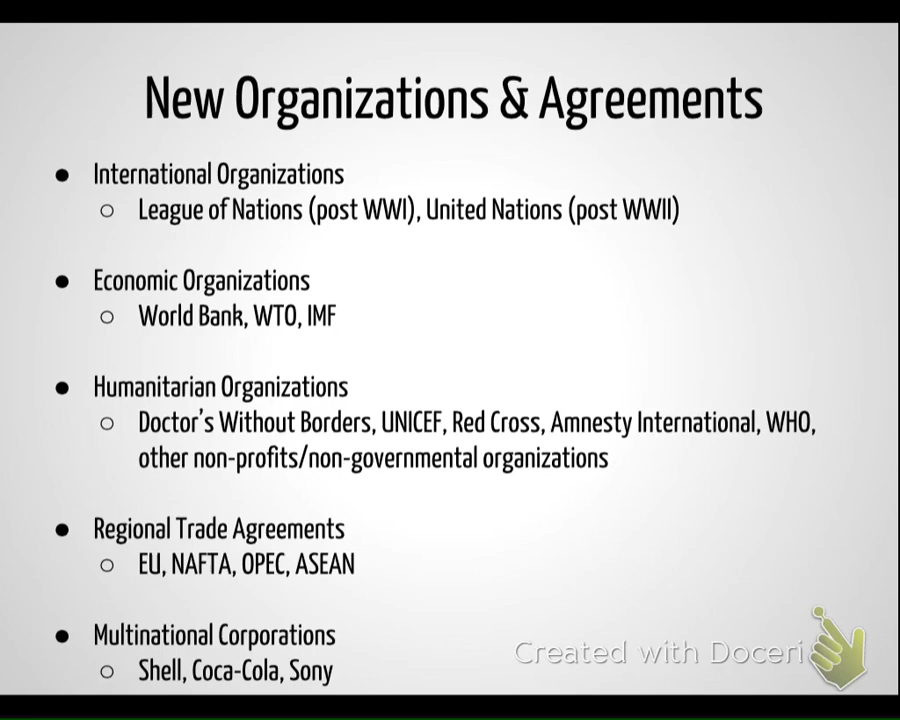 New Organizations & Agreements
● International Organizations
○ League of Nations (post WWI), United Nations (post WWII)
● Economic Organizations
○ World Bank, WTO, IMF
● Humanitarian Organizations
○ Doctor's Without Borders, UNICEF, Red Cross, Amnesty International, WHO,
other non-profits/non-governmental organizations
● Regional Trade Agreements
○ EU, NAFTA, OPEC, ASEAN
● Multinational Corporations
○ Shell, Coca-Cola, Sony
Created with Doceri